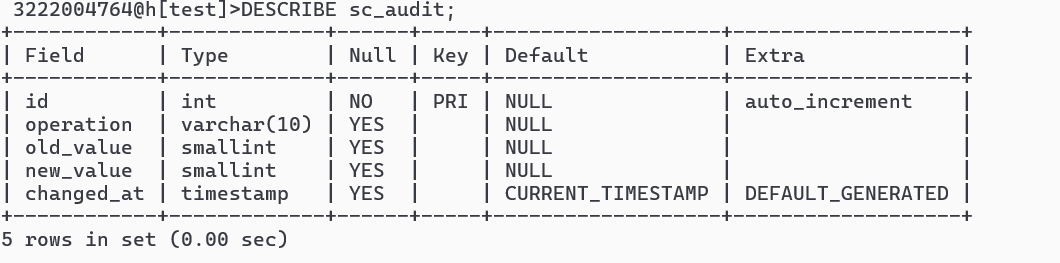 3222004764@h[test]>DESCRIBE sc_audit;
+------------+-------------+------+-----+-------------------+-------------------+
| Field      | Type        | Null | Key | Default           | Extra             |
+------------+-------------+------+-----+-------------------+-------------------+
| id         | int         | NO   | PRI | NULL              | auto_increment    |
| operation  | varchar(10) | YES  |     | NULL              |                   |
| old_value  | smallint    | YES  |     | NULL              |                   |
| new_value  | smallint    | YES  |     | NULL              |                   |
| changed_at | timestamp   | YES  |     | CURRENT_TIMESTAMP | DEFAULT_GENERATED |
+------------+-------------+------+-----+-------------------+-------------------+
5 rows in set (0.00 sec)